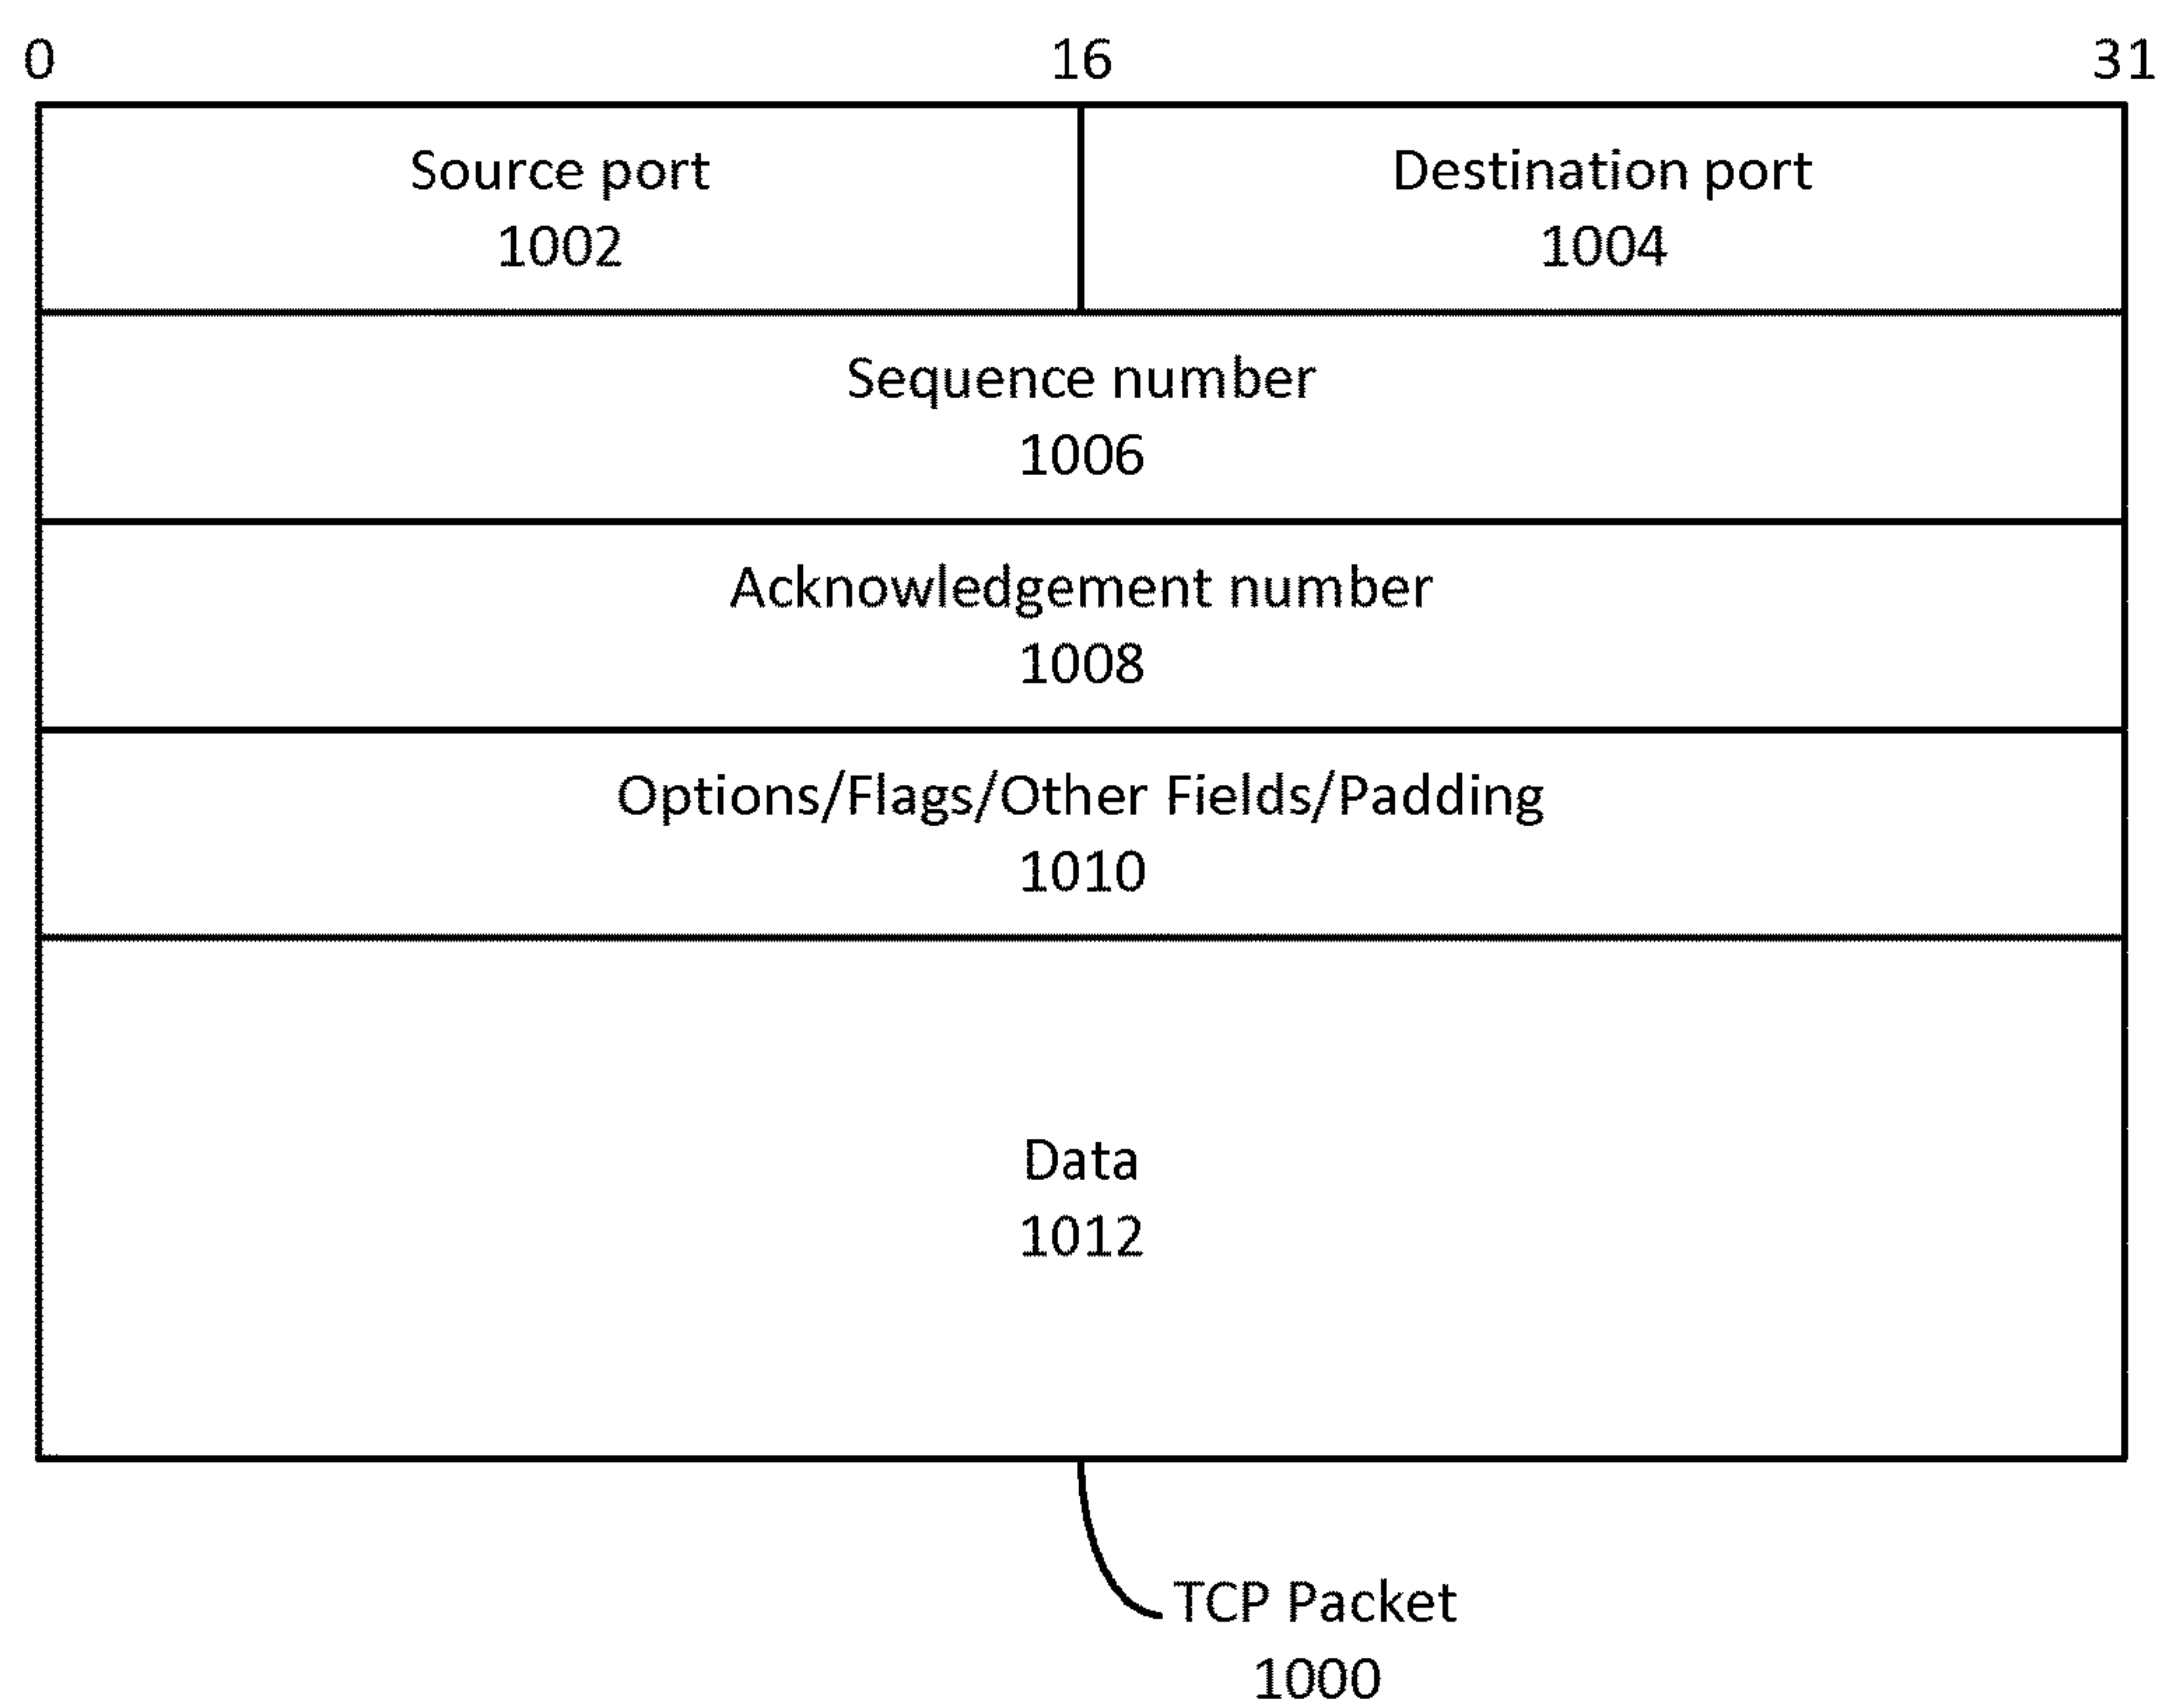 0 16 31
Source port Destination port
1002 1004
Sequence number
1006
Acknowledgement number
1008
Options/Flags/Other Fields/Padding
1010
Data
1012
TCP Packet
1000